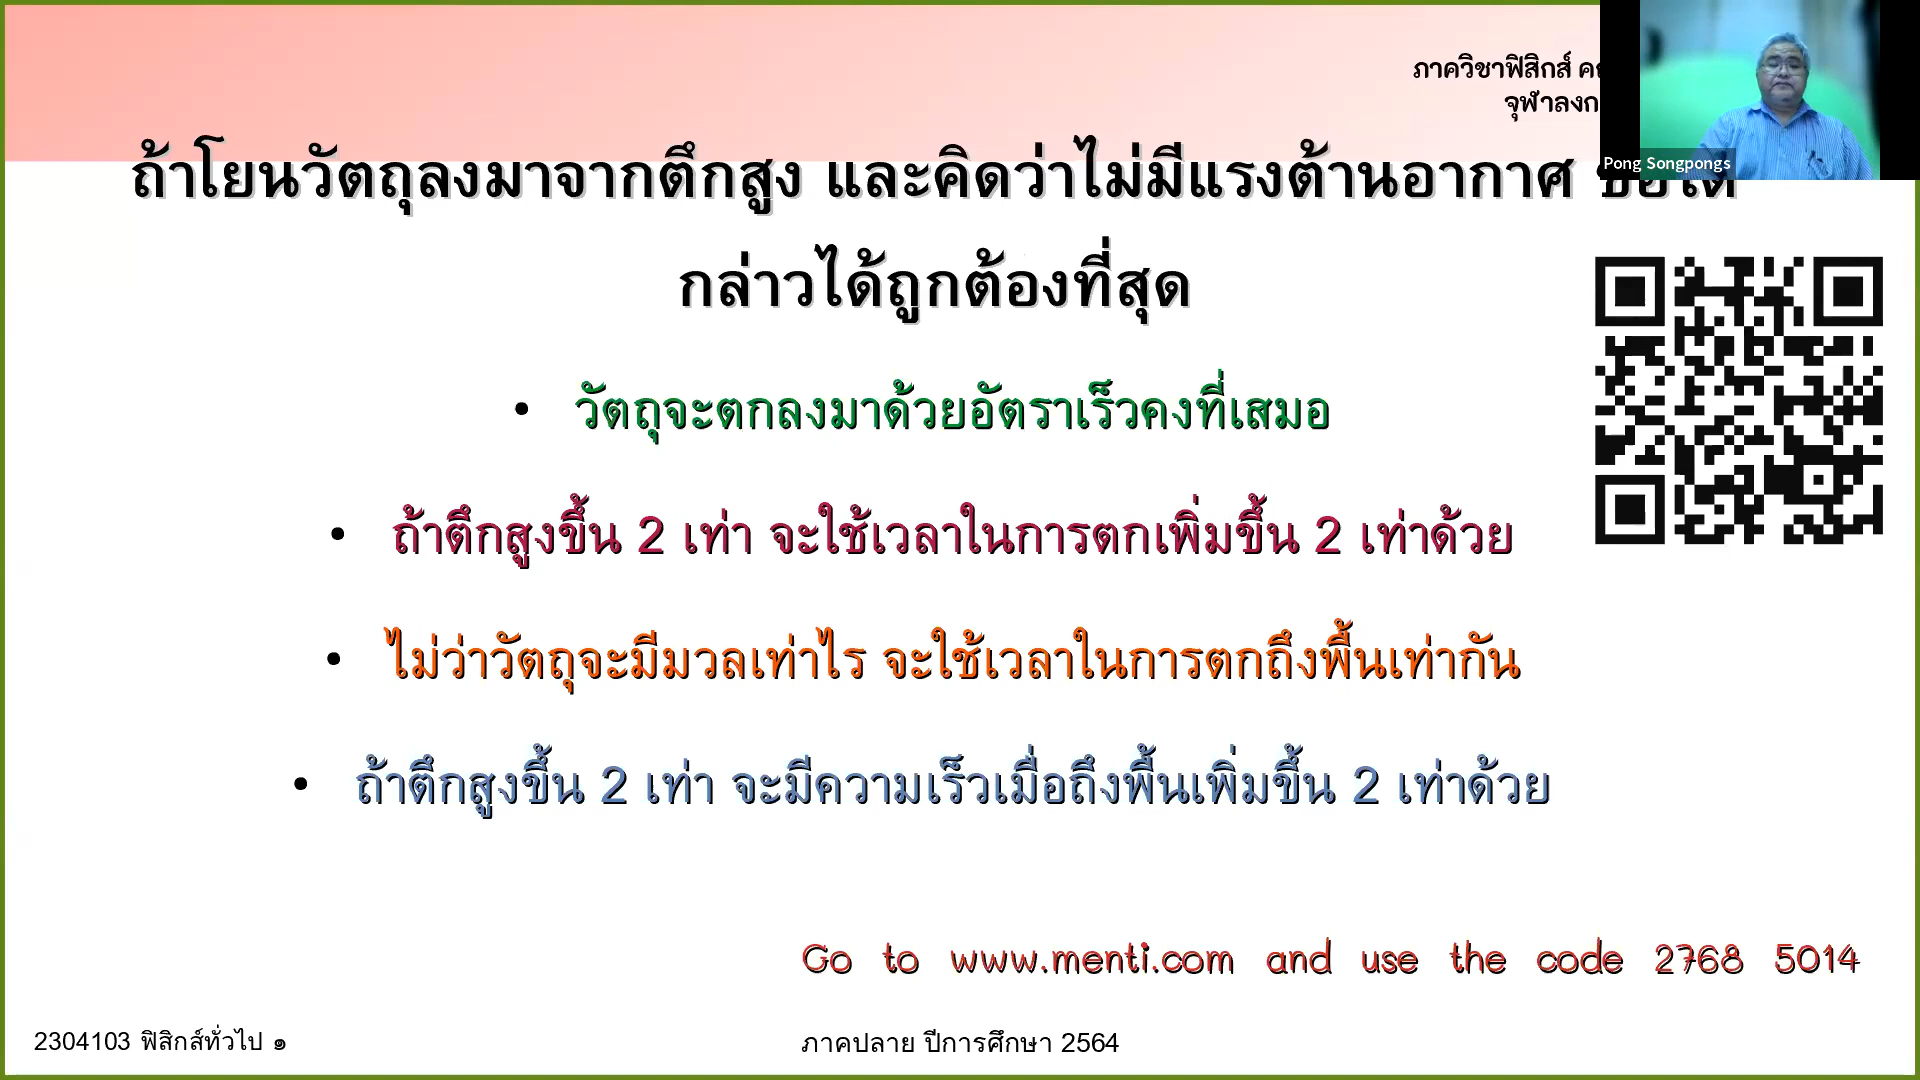 ภาควิชาฟิสิกส์
จุฬาลงก
Pong Songpongs
ถ้าโยนวัตถุลงมาจากตึกสูง และคิดว่าไม่มีแรงต้านอากาศ
กล่าวได้ถูกต้องที่สุด
• วัตถุจะตกลงมาด้วยอัตราเร็วคงที่เสมอ
• ถ้าตึกสูงขึ้น 2 เท่า จะใช้เวลาในการตกเพิ่มขึ้น 2 เท่าด้วย
• ไม่ว่าวัตถุจะมีมวลเท่าไร จะใช้เวลาในการตกถึงพื้นเท่ากัน
• ถ้าตึกสูงขึ้น 2 เท่า จะมีความเร็วเมื่อถึงพื้นเพิ่มขึ้น 2 เท่าด้วย
Go to www.menti.com and use the code 2768 5014
2304103 ฟิสิกส์ทั่วไป ๑
ภาคปลาย ปีการศึกษา 2564